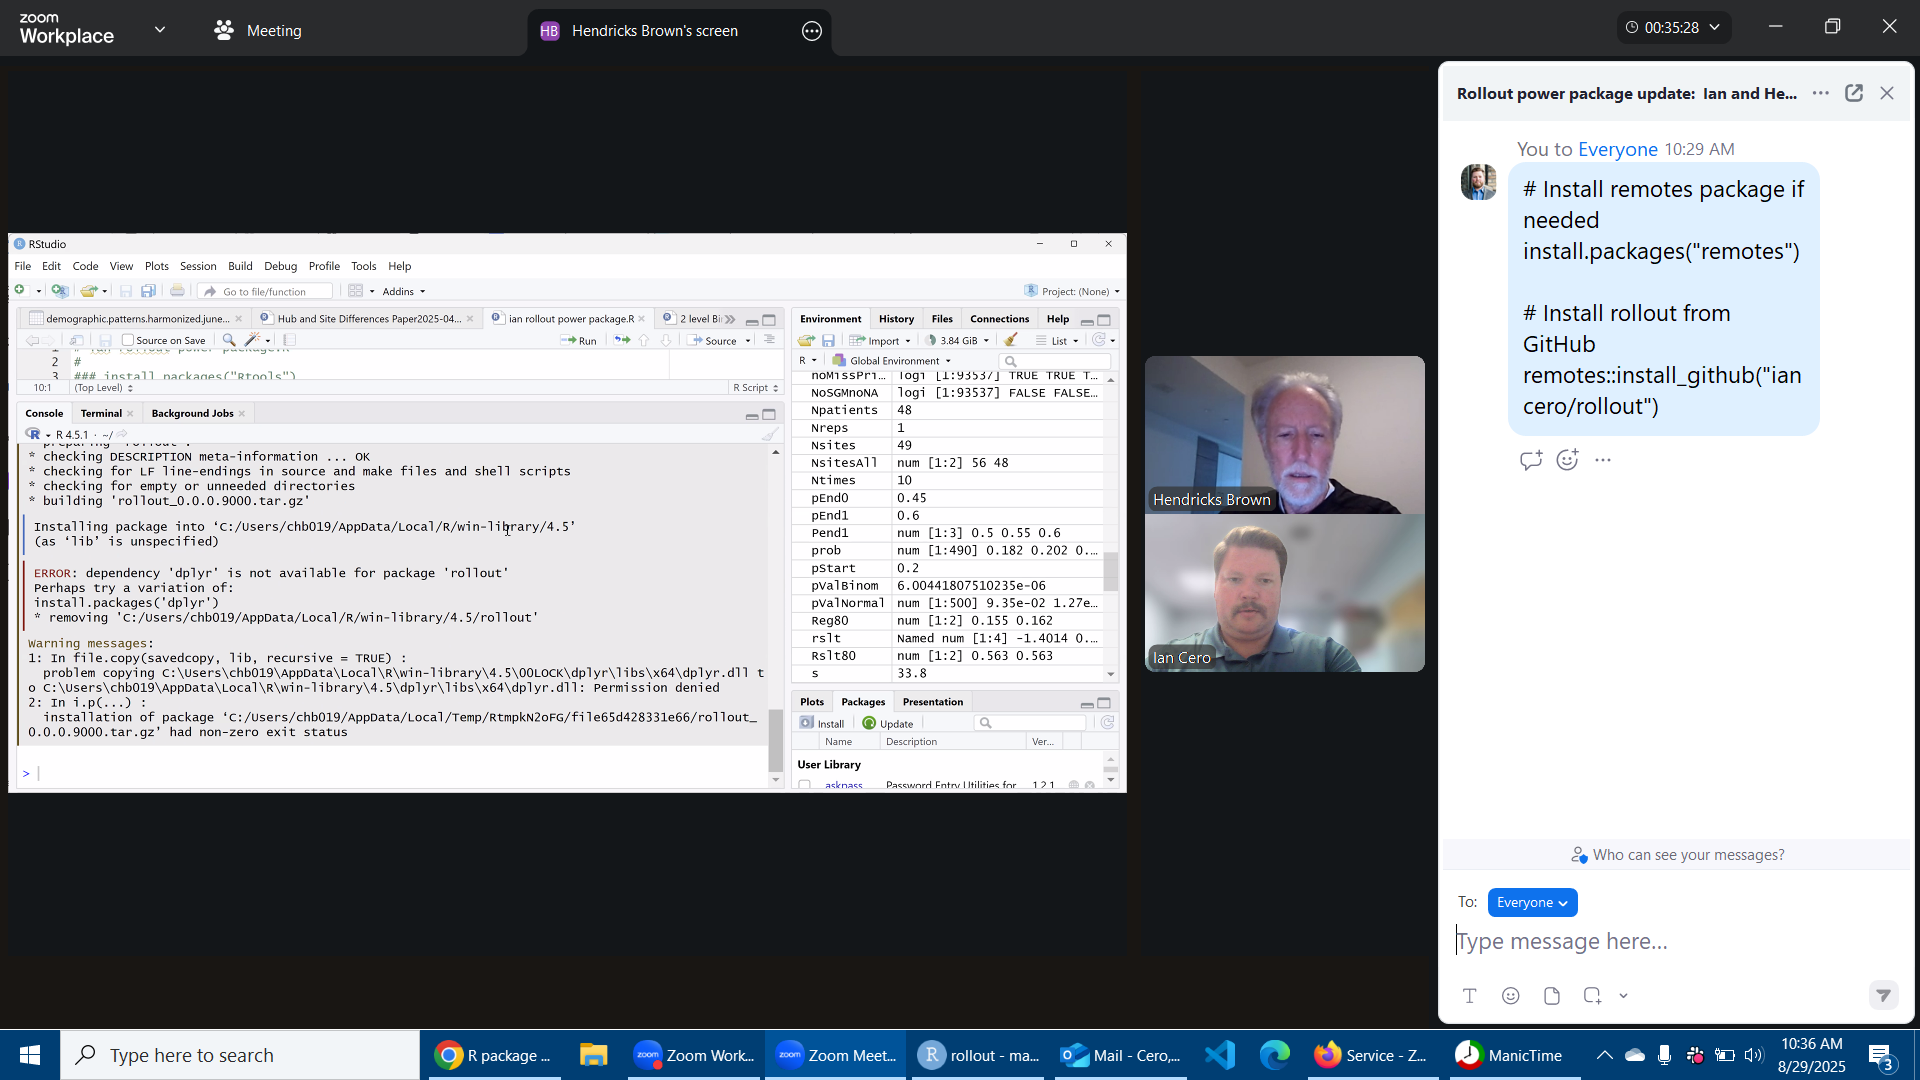 zoom
Workplace
Meeting
HB Hendricks Brown's screen
00:35:28
RStudio
File Edit Code View Plots Session Build Debug Profile Tools Help
Go to file/function
Addins
Project: (None)
demographic.patterns.harmonized.june...
Hub and Site Differences Paper2025-04...
ian rollout power package.R
2 level Bi
Source on Save
Run
Source
1 # ian rollout power package.R
2 #
3 ### install packages("Rtools")
10:1 (Top Level)
R Script
Console Terminal Background Jobs
R 4.5.1 · ~/
preparing 'rollout':
* checking DESCRIPTION meta-information ... OK
* checking for LF line-endings in source and make files and shell scripts
* checking for empty or unneeded directories
* building 'rollout_0.0.0.9000.tar.gz'
Installing package into ‘C:/Users/chb019/AppData/Local/R/win-library/4.5’
(as ‘lib’ is unspecified)
ERROR: dependency 'dplyr' is not available for package 'rollout'
Perhaps try a variation of:
install.packages('dplyr')
* removing 'C:/Users/chb019/AppData/Local/R/win-library/4.5/rollout'
Warning messages:
1: In file.copy(savedcopy, lib, recursive = TRUE) :
problem copying C:\Users\chb019\AppData\Local\R\win-library\4.5\00LOCK\dplyr\libs\x64\dplyr.dll t
o C:\Users\chb019\AppData\Local\R\win-library\4.5\dplyr\libs\x64\dplyr.dll: Permission denied
2: In i.p(...) :
installation of package ‘C:/Users/chb019/AppData/Local/Temp/RtmpkN2oFG/file65d428331e66/rollout_
0.0.0.9000.tar.gz’ had non-zero exit status
>
Environment History Files Connections Help
Import 3.84 GiB List
R Global Environment
noMissPri... logi [1:93537] TRUE TRUE T...
NoSGMnoNA logi [1:93537] FALSE FALSE...
Npatients 48
Nreps 1
Nsites 49
NsitesAll num [1:2] 56 48
Ntimes 10
pEnd0 0.45
pEnd1 0.6
Pend1 num [1:3] 0.5 0.55 0.6
prob num [1:490] 0.182 0.202 0...
pStart 0.2
pValBinom 6.00441807510235e-06
pValNormal num [1:500] 9.35e-02 1.27e...
Reg80 num [1:2] 0.155 0.162
rslt Named num [1:4] -1.4014 0...
Rslt80 num [1:2] 0.563 0.563
s 33.8
Plots Packages Presentation
Install Update
Name Description Ver...
User Library
askpass Password Entry Utilities for 1.2.1
Hendricks Brown
Ian Cero
Rollout power package update: Ian and He...
You to Everyone 10:29 AM
# Install remotes package if
needed
install.packages("remotes")
# Install rollout from
GitHub
remotes::install_github("ian
cero/rollout")
Who can see your messages?
To: Everyone
Type message here...
Type here to search
R package ...
Zoom Work...
Zoom Meet...
rollout - ma...
Mail - Cero,...
Service - Z...
ManicTime
10:36 AM
8/29/2025
3